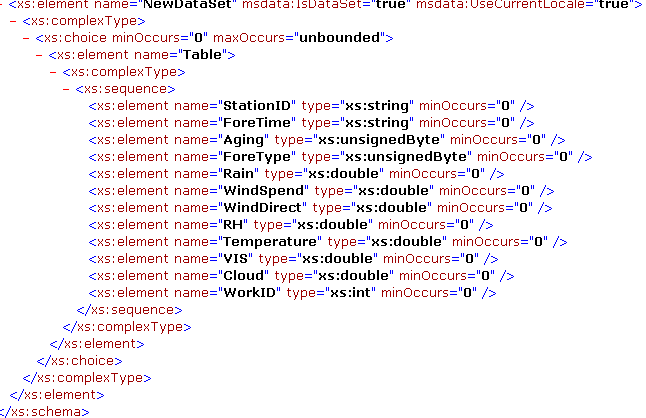 - <xs:element name="NewDataSet" msdata:IsDataSet="true" msdata:UseCurrentLocale="true">
- <xs:complexType>
- <xs:choice minOccurs="0" maxOccurs="unbounded">
- <xs:element name="Table">
- <xs:complexType>
- <xs:sequence>
<xs:element name="StationID" type="xs:string" minOccurs="0" />
<xs:element name="ForeTime" type="xs:string" minOccurs="0" />
<xs:element name="Aging" type="xs:unsignedByte" minOccurs="0" />
<xs:element name="ForeType" type="xs:unsignedByte" minOccurs="0" />
<xs:element name="Rain" type="xs:double" minOccurs="0" />
<xs:element name="WindSpend" type="xs:double" minOccurs="0" />
<xs:element name="WindDirect" type="xs:double" minOccurs="0" />
<xs:element name="RH" type="xs:double" minOccurs="0" />
<xs:element name="Temperature" type="xs:double" minOccurs="0" />
<xs:element name="VIS" type="xs:double" minOccurs="0" />
<xs:element name="Cloud" type="xs:double" minOccurs="0" />
<xs:element name="WorkID" type="xs:int" minOccurs="0" />
</xs:sequence>
</xs:complexType>
</xs:element>
</xs:choice>
</xs:complexType>
</xs:element>
</xs:schema>